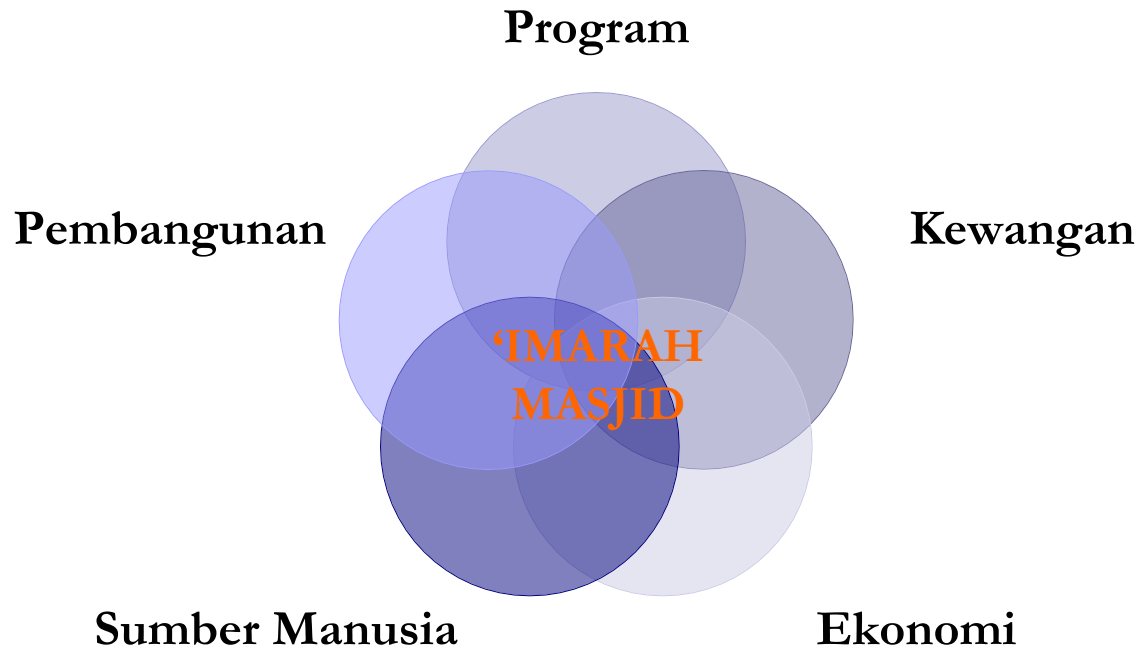 Program
Pembangunan
Kewangan
‘IMARAH
MASJID
Sumber Manusia
Ekonomi